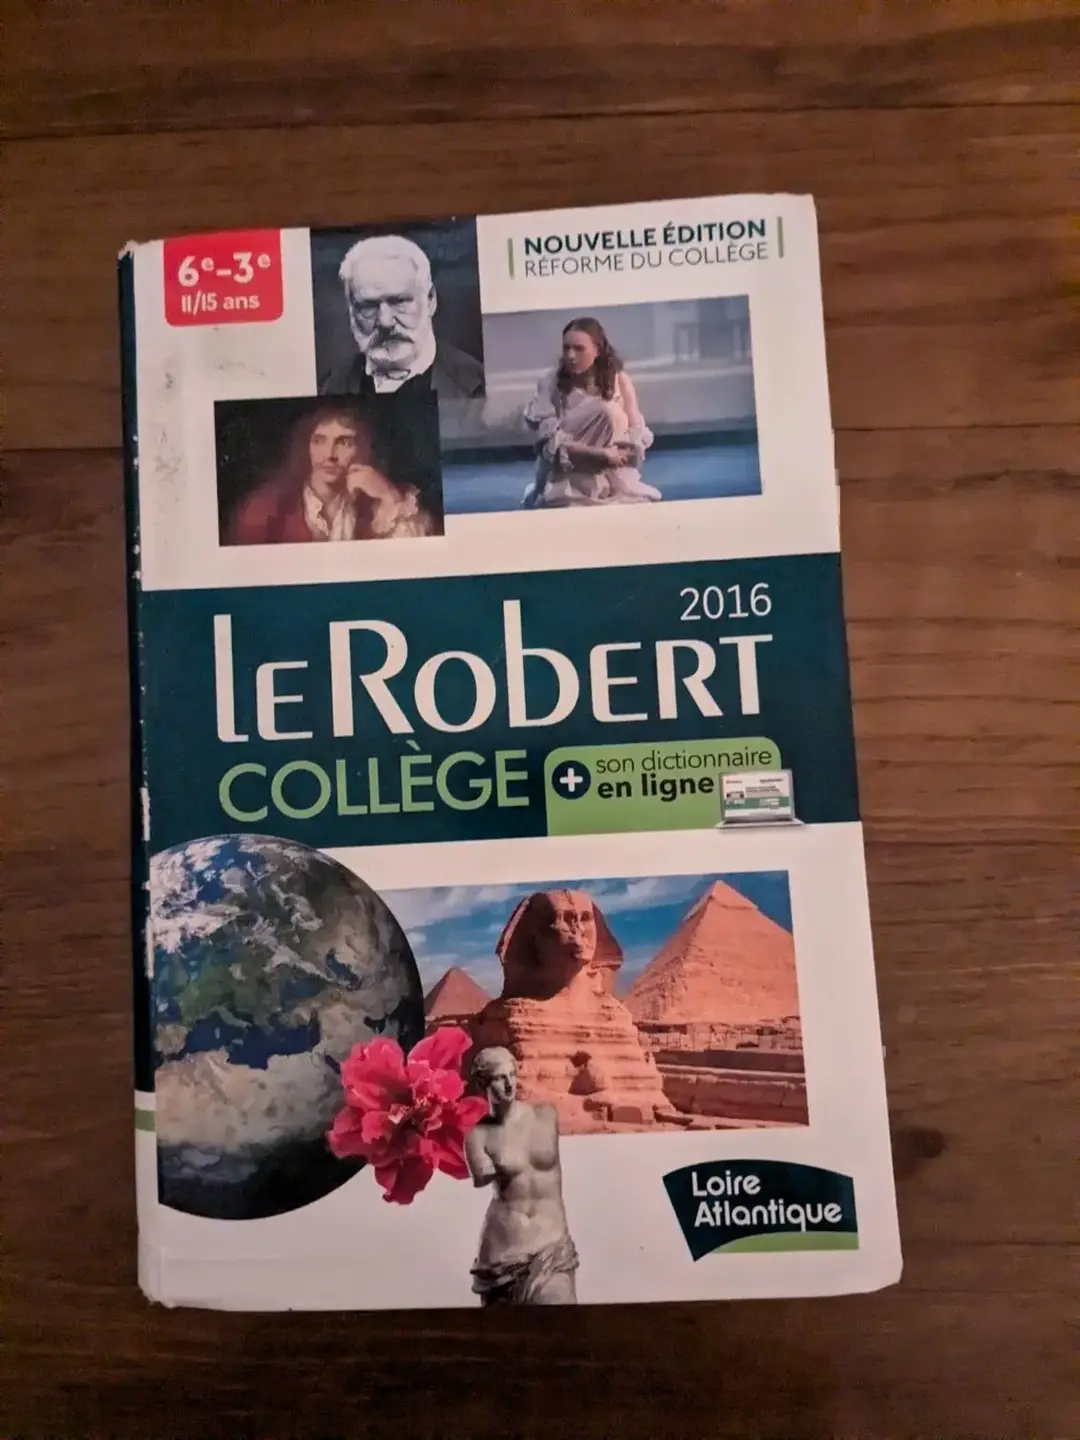 6e-3e
11/15 ans
NOUVELLE ÉDITION
RÉFORME DU COLLÈGE
2016
LE ROBERT
COLLÈGE
+ son dictionnaire
en ligne
Loire
Atlantique